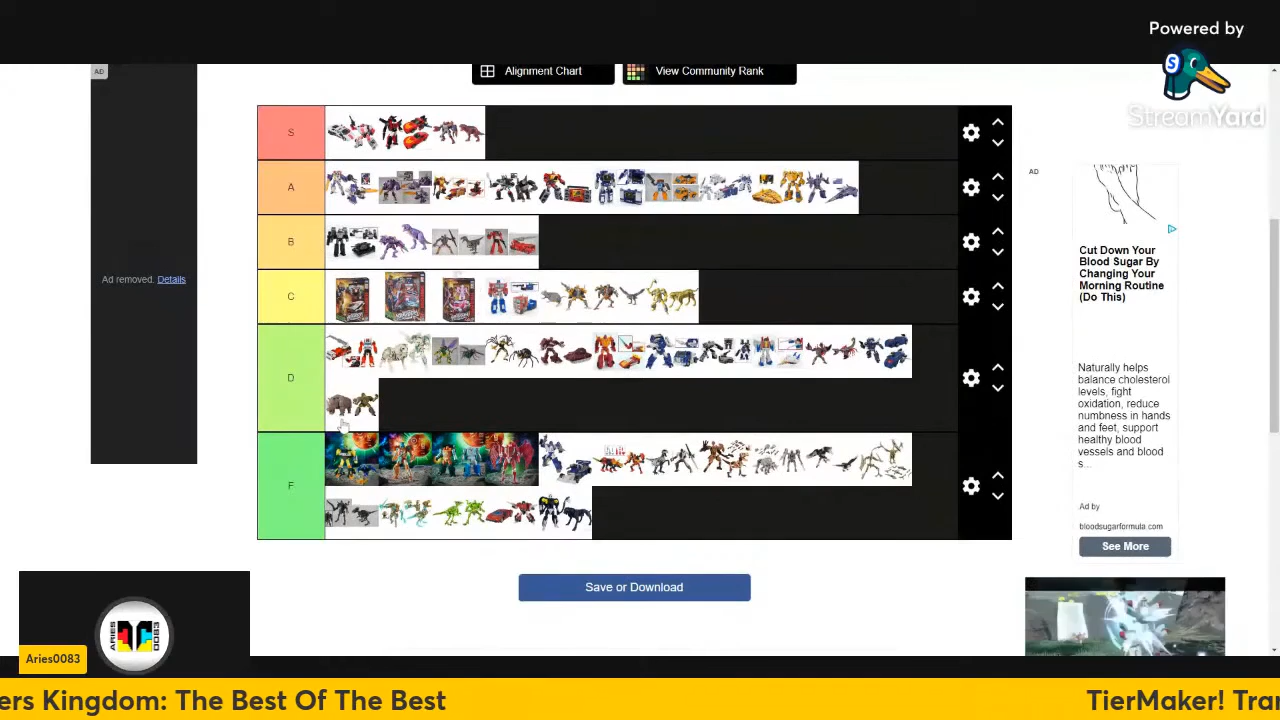 Powered by
StreamYard
AD
Alignment Chart
View Community Rank
S
A
B
C
D
F
Ad removed. Details
AD
Cut Down Your
Blood Sugar By
Changing Your
Morning Routine
(Do This)
Naturally helps
balance cholesterol
levels, fight
oxidation, reduce
numbness in hands
and feet, support
healthy blood
vessels and blood
s...
Ad by
bloodsugarformula.com
See More
Save or Download
ARIES
0083
Aries0083
ers Kingdom: The Best Of The Best
TierMaker! Tran